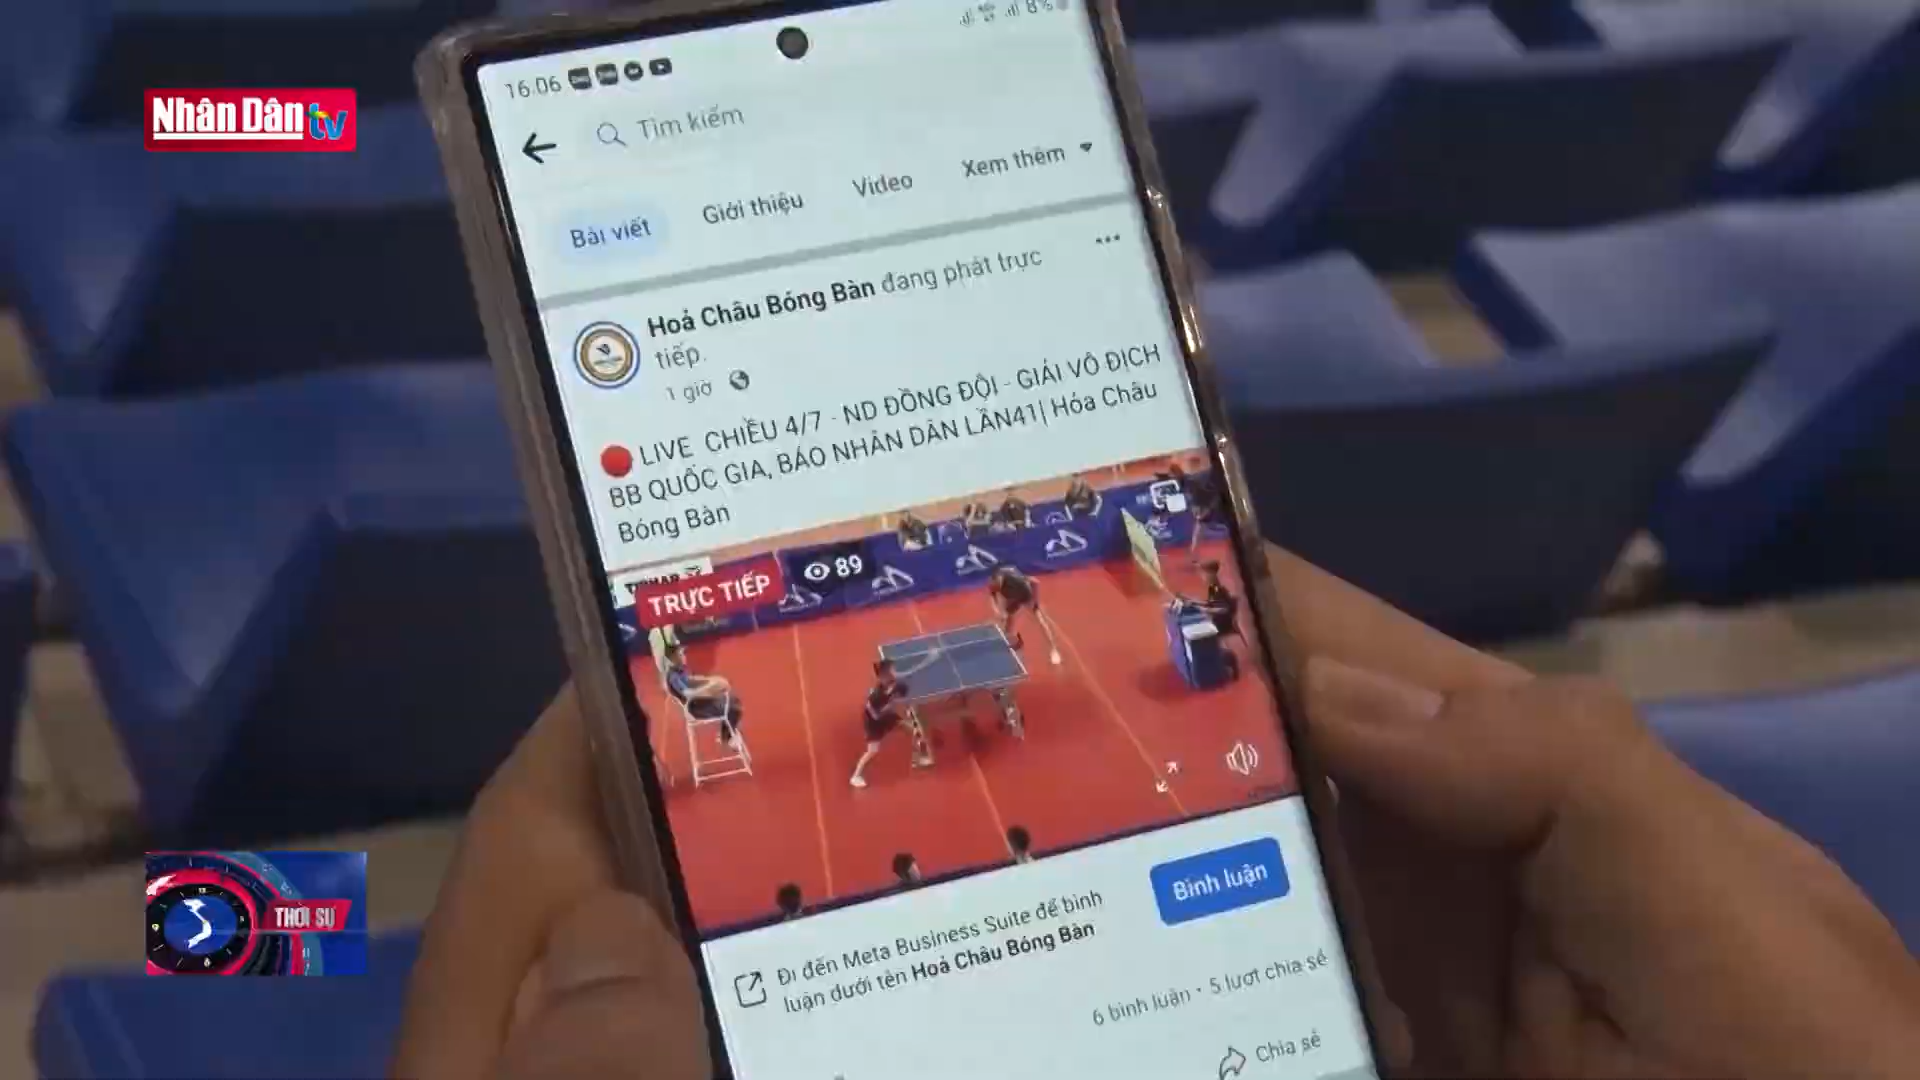 Nhân Dân tv
16.06
8%
Tìm kiếm
Bài viết
Giới thiệu
Video
Xem thêm
Hoả Châu Bóng Bàn đang phát trực
tiếp.
1 giờ
LIVE CHIỀU 4/7 - ND ĐỒNG ĐỘI - GIẢI VÔ ĐỊCH
BB QUỐC GIA, BÁO NHÂN DÂN LẦN41| Hỏa Châu
Bóng Bàn
TRỰC TIẾP
89
Đi đến Meta Business Suite để bình
luận dưới tên Hoả Châu Bóng Bàn
Bình luận
6 bình luận · 5 lượt chia sẻ
Chia sẻ
THỜI SỰ